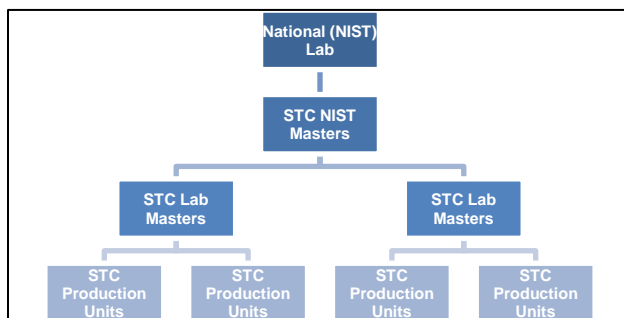 National (NIST)
Lab
STC NIST
Masters
STC Lab
Masters
STC Lab
Masters
STC
Production
Units
STC
Production
Units
STC
Production
Units
STC
Production
Units